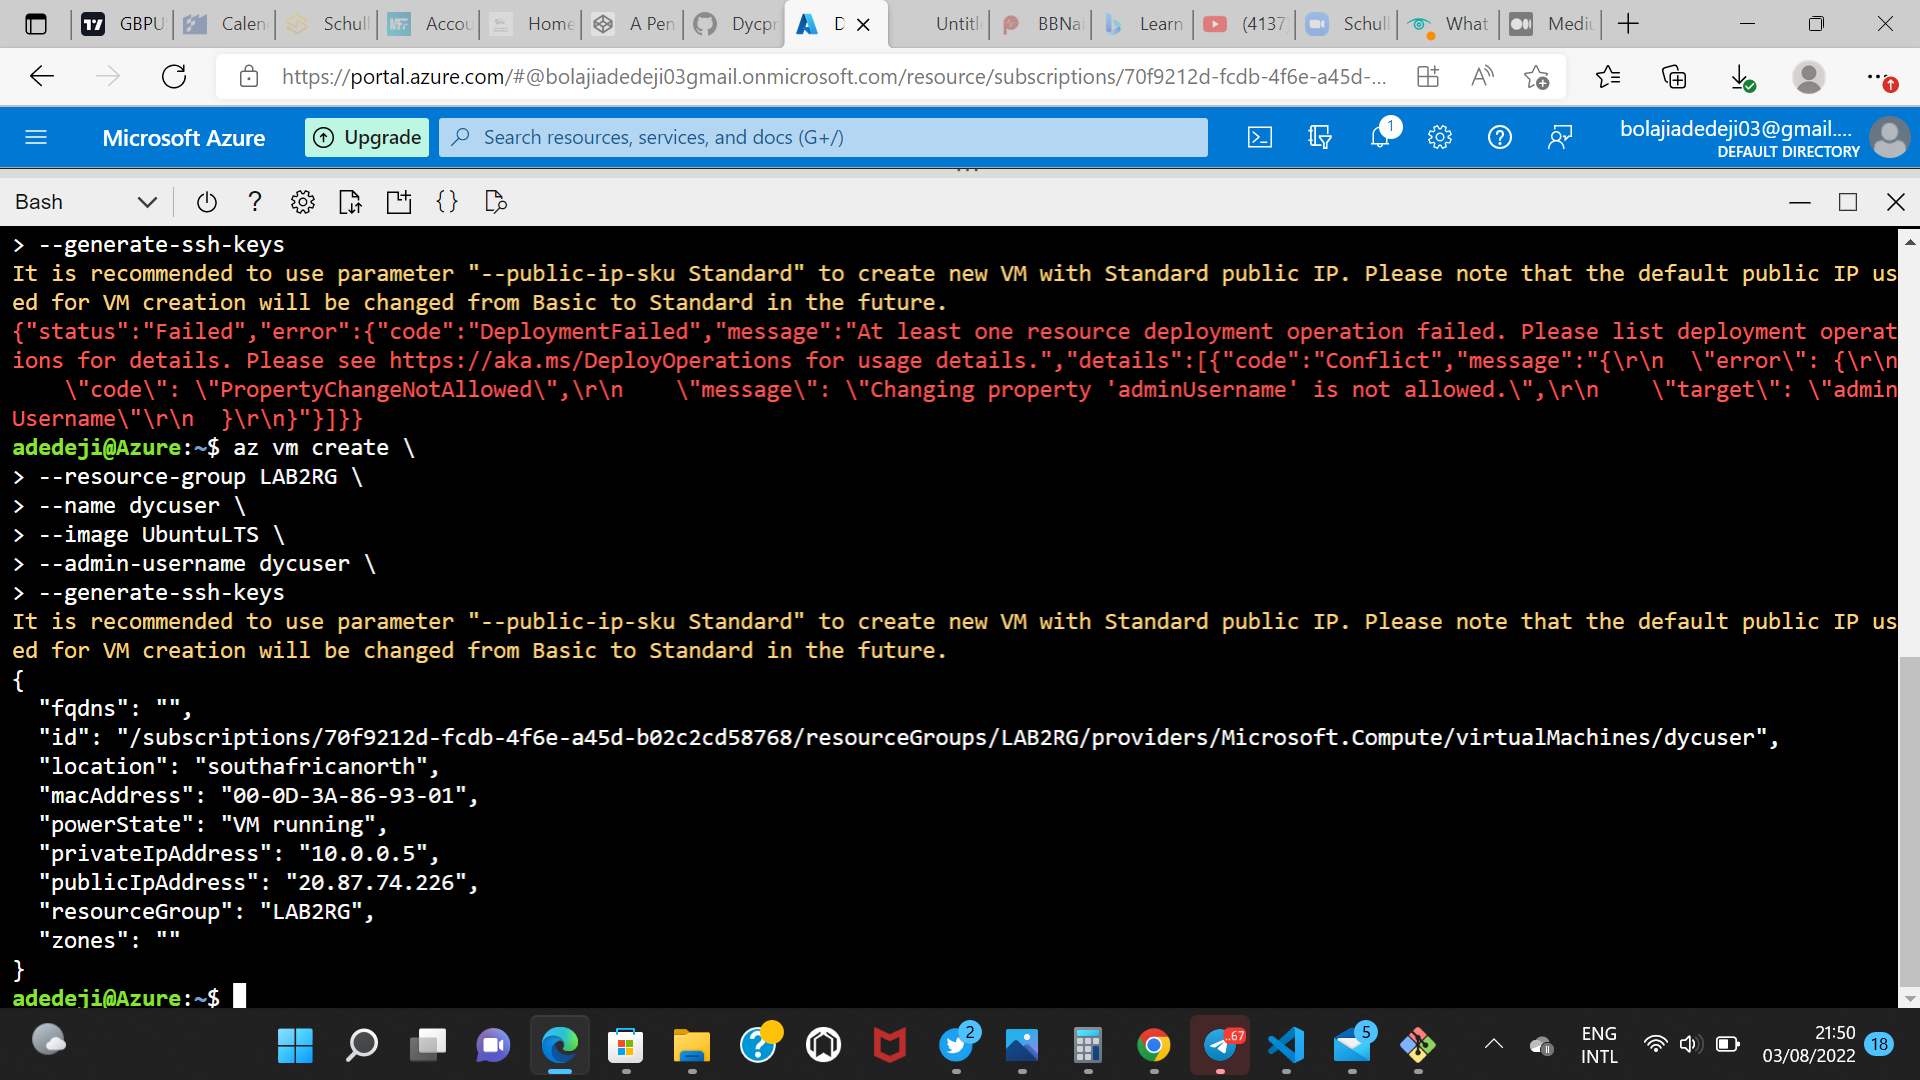 GBPU
Calen
Schull
Accou
Home
A Pen
Dycpr
D
Untitl
BBNai
Learn
(4137
Schull
What
Mediu
https://portal.azure.com/#@bolajiadedeji03gmail.onmicrosoft.com/resource/subscriptions/70f9212d-fcdb-4f6e-a45d-...
Microsoft Azure
Upgrade
Search resources, services, and docs (G+/)
1
bolajiadedeji03@gmail....
DEFAULT DIRECTORY
Bash
> --generate-ssh-keys
It is recommended to use parameter "--public-ip-sku Standard" to create new VM with Standard public IP. Please note that the default public IP us
ed for VM creation will be changed from Basic to Standard in the future.
{"status":"Failed","error":{"code":"DeploymentFailed","message":"At least one resource deployment operation failed. Please list deployment operat
ions for details. Please see https://aka.ms/DeployOperations for usage details.","details":[{"code":"Conflict","message":"{\r\n  \"error\": {\r\n
    \"code\": \"PropertyChangeNotAllowed\",\r\n    \"message\": \"Changing property 'adminUsername' is not allowed.\",\r\n    \"target\": \"admin
Username\"\r\n  }\r\n}"}]}}
adedeji@Azure:~$ az vm create \
> --resource-group LAB2RG \
> --name dycuser \
> --image UbuntuLTS \
> --admin-username dycuser \
> --generate-ssh-keys
It is recommended to use parameter "--public-ip-sku Standard" to create new VM with Standard public IP. Please note that the default public IP us
ed for VM creation will be changed from Basic to Standard in the future.
{
  "fqdns": "",
  "id": "/subscriptions/70f9212d-fcdb-4f6e-a45d-b02c2cd58768/resourceGroups/LAB2RG/providers/Microsoft.Compute/virtualMachines/dycuser",
  "location": "southafricanorth",
  "macAddress": "00-0D-3A-86-93-01",
  "powerState": "VM running",
  "privateIpAddress": "10.0.0.5",
  "publicIpAddress": "20.87.74.226",
  "resourceGroup": "LAB2RG",
  "zones": ""
}
adedeji@Azure:~$
2
..67
5
ENG
INTL
21:50
03/08/2022
18